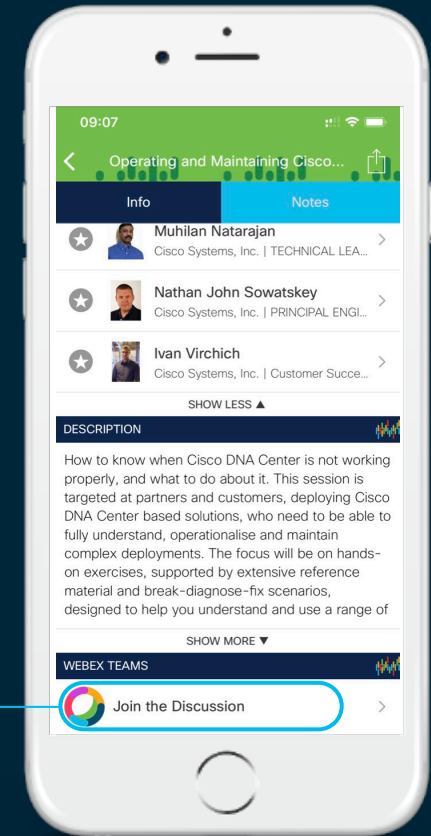 09:07
Operating and Maintaining Cisco...
Info
Notes
Muhilan Natarajan
Cisco Systems, Inc. | TECHNICAL LEA...
Nathan John Sowatskey
Cisco Systems, Inc. | PRINCIPAL ENGI...
Ivan Virchich
Cisco Systems, Inc. | Customer Succe...
SHOW LESS ▲
DESCRIPTION
How to know when Cisco DNA Center is not working
properly, and what to do about it. This session is
targeted at partners and customers, deploying Cisco
DNA Center based solutions, who need to be able to
fully understand, operationalise and maintain
complex deployments. The focus will be on hands-
on exercises, supported by extensive reference
material and break-diagnose-fix scenarios,
designed to help you understand and use a range of
SHOW MORE ▼
WEBEX TEAMS
Join the Discussion